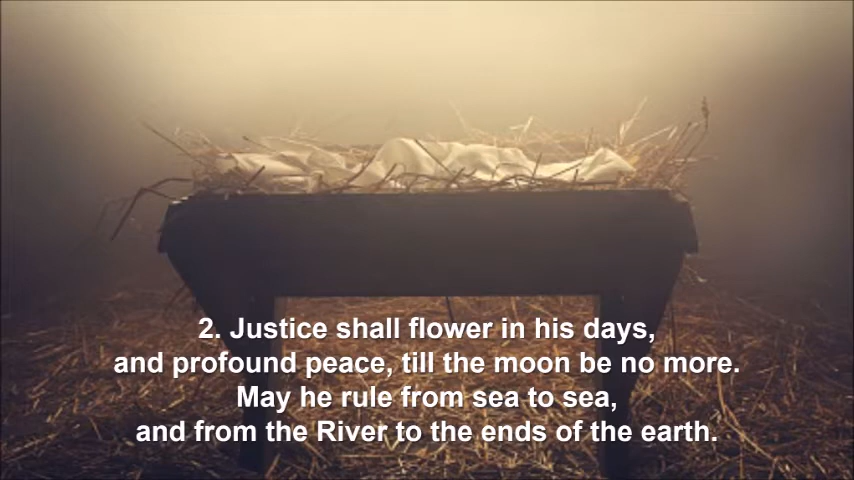 2. Justice shall flower in his days,
and profound peace, till the moon be no more.
May he rule from sea to sea,
and from the River to the ends of the earth.